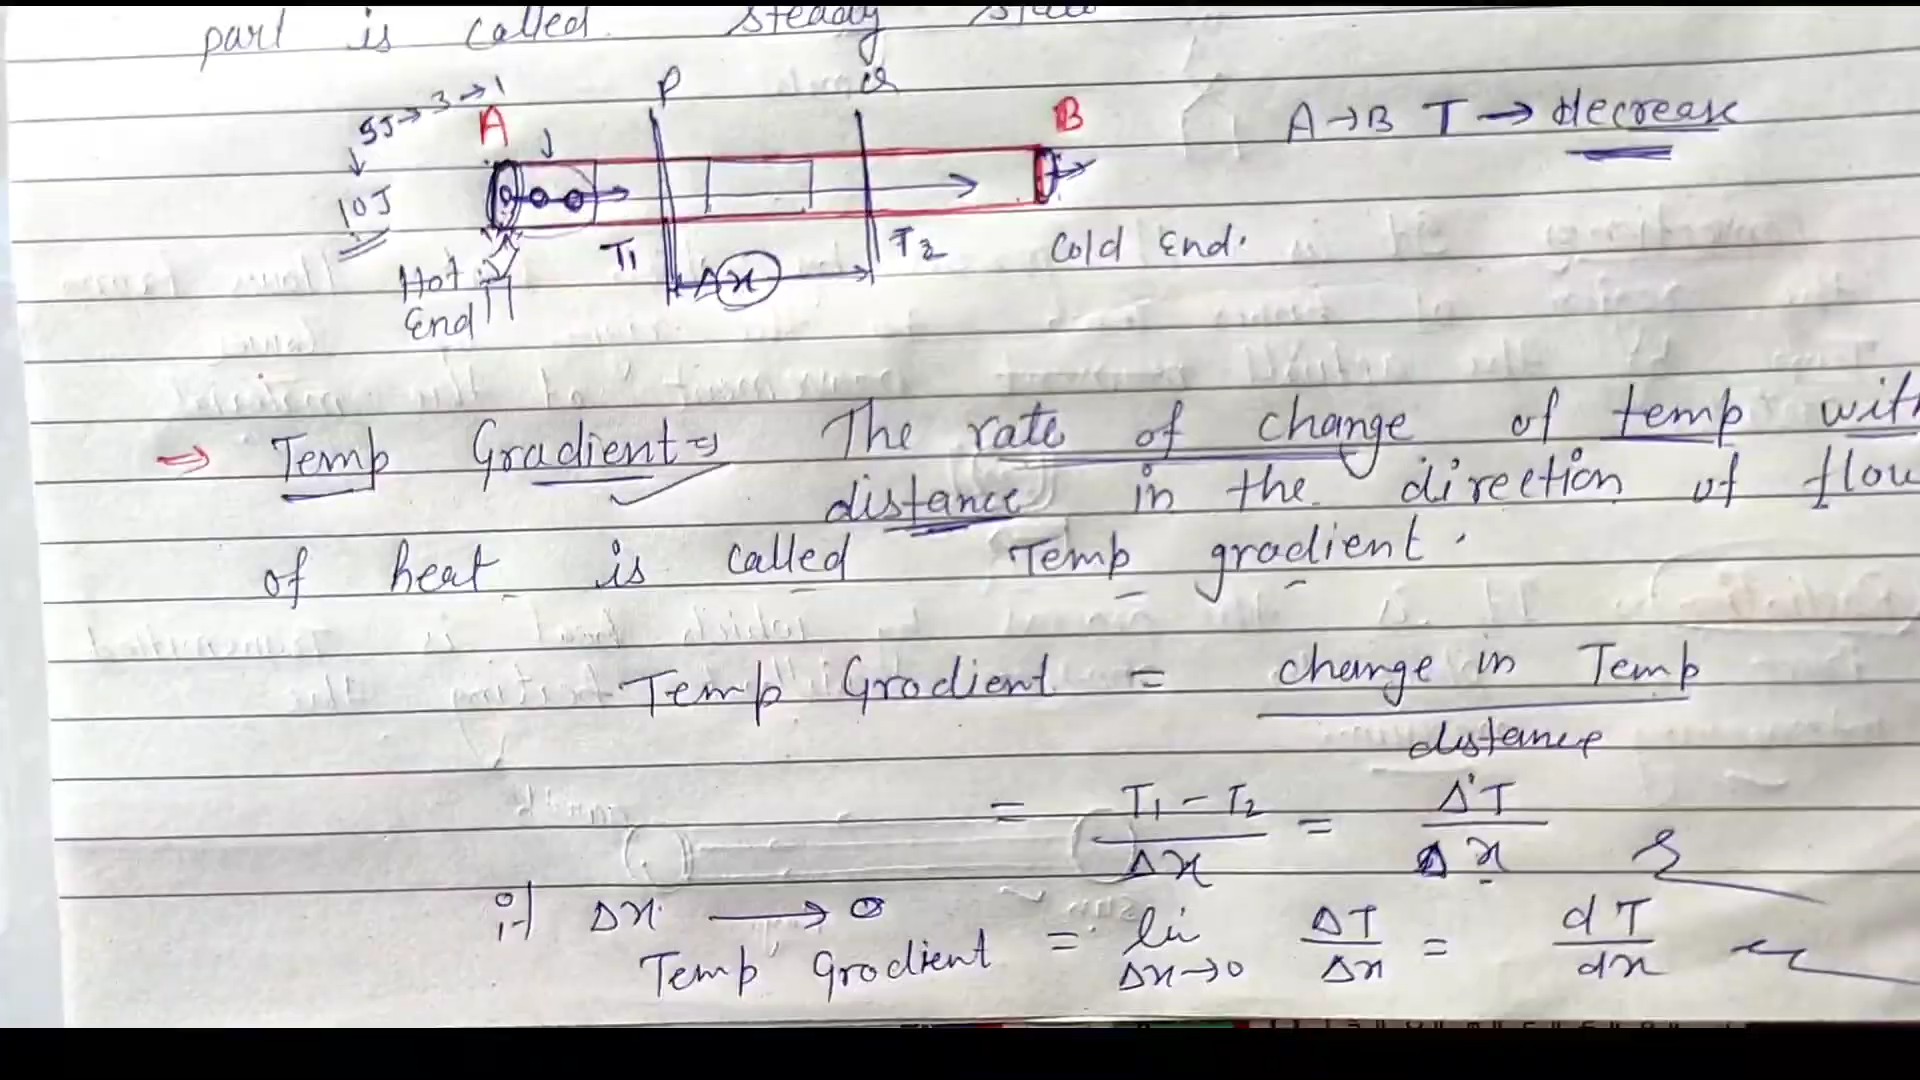 part is called steady state
5J → 3 → 1
P
Q
A
B
A → B T → decrease
10J
T₁
T₂
Δx
Cold End.
Hot
End
⇒ Temp Gradient ⇒ The rate of change of temp with
distance in the direction of flow
of heat is called Temp gradient.
Temp Gradient = change in Temp
distance
= T₁ - T₂ / Δx = ΔT / Δx
if Δx → 0
Temp Gradient = li Δx→0 ΔT / Δx = dT / dx